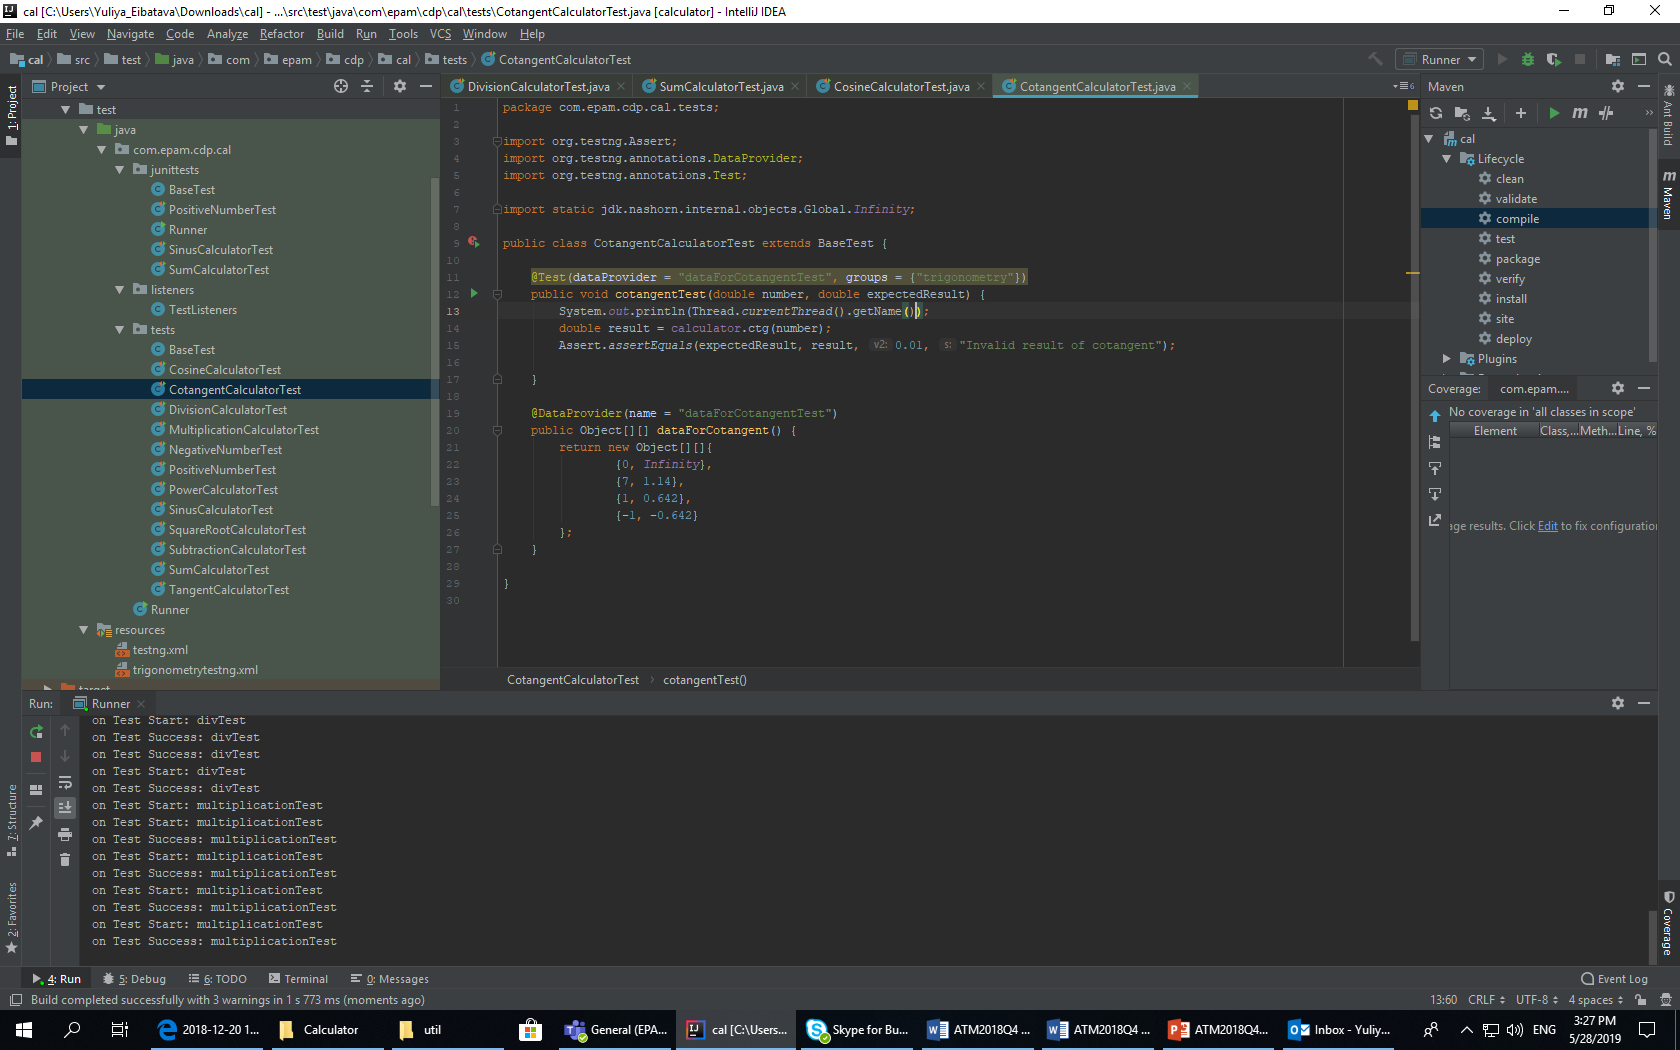 cal [C:\Users\Yuliya_Eibatava\Downloads\cal] - ...\src\test\java\com\epam\cdp\cal\tests\CotangentCalculatorTest.java [calculator] - IntelliJ IDEA
File Edit View Navigate Code Analyze Refactor Build Run Tools VCS Window Help
cal src test java com epam cdp cal tests CotangentCalculatorTest
Runner
1: Project
Project
DivisionCalculatorTest.java
SumCalculatorTest.java
CosineCalculatorTest.java
CotangentCalculatorTest.java
test
java
com.epam.cdp.cal
junittests
BaseTest
PositiveNumberTest
Runner
SinusCalculatorTest
SumCalculatorTest
listeners
TestListeners
tests
BaseTest
CosineCalculatorTest
CotangentCalculatorTest
DivisionCalculatorTest
MultiplicationCalculatorTest
NegativeNumberTest
PositiveNumberTest
PowerCalculatorTest
SinusCalculatorTest
SquareRootCalculatorTest
SubtractionCalculatorTest
SumCalculatorTest
TangentCalculatorTest
Runner
resources
testng.xml
trigonometrytestng.xml
1 package com.epam.cdp.cal.tests;
2
3 import org.testng.Assert;
4 import org.testng.annotations.DataProvider;
5 import org.testng.annotations.Test;
6
7 import static jdk.nashorn.internal.objects.Global.Infinity;
8
9 public class CotangentCalculatorTest extends BaseTest {
10
11 @Test(dataProvider = "dataForCotangentTest", groups = {"trigonometry"})
12 public void cotangentTest(double number, double expectedResult) {
13 System.out.println(Thread.currentThread().getName());
14 double result = calculator.ctg(number);
15 Assert.assertEquals(expectedResult, result, v2: 0.01, s: "Invalid result of cotangent");
16
17 }
18
19 @DataProvider(name = "dataForCotangentTest")
20 public Object[][] dataForCotangent() {
21 return new Object[][]{
22 {0, Infinity},
23 {7, 1.14},
24 {1, 0.642},
25 {-1, -0.642}
26 };
27 }
28
29 }
30
CotangentCalculatorTest cotangentTest()
Maven
cal
Lifecycle
clean
validate
compile
test
package
verify
install
site
deploy
Plugins
Coverage: com.epam....
No coverage in 'all classes in scope'
Element Class,... Meth... Line, %
age results. Click Edit to fix configuration
Ant Build
Maven
Coverage
Run: Runner
on Test Start: divTest
on Test Success: divTest
on Test Success: divTest
on Test Start: divTest
on Test Success: divTest
on Test Start: multiplicationTest
on Test Start: multiplicationTest
on Test Success: multiplicationTest
on Test Start: multiplicationTest
on Test Success: multiplicationTest
on Test Start: multiplicationTest
on Test Success: multiplicationTest
on Test Start: multiplicationTest
on Test Success: multiplicationTest
7: Structure
2: Favorites
4: Run 5: Debug 6: TODO Terminal 0: Messages Event Log
Build completed successfully with 3 warnings in 1 s 773 ms (moments ago) 13:60 CRLF UTF-8 4 spaces
2018-12-20 1... Calculator util General (EPA... cal [C:\Users... Skype for Bu... ATM2018Q4 ... ATM2018Q4 ... ATM2018Q4... Inbox - Yuliy... ENG
3:27 PM
5/28/2019